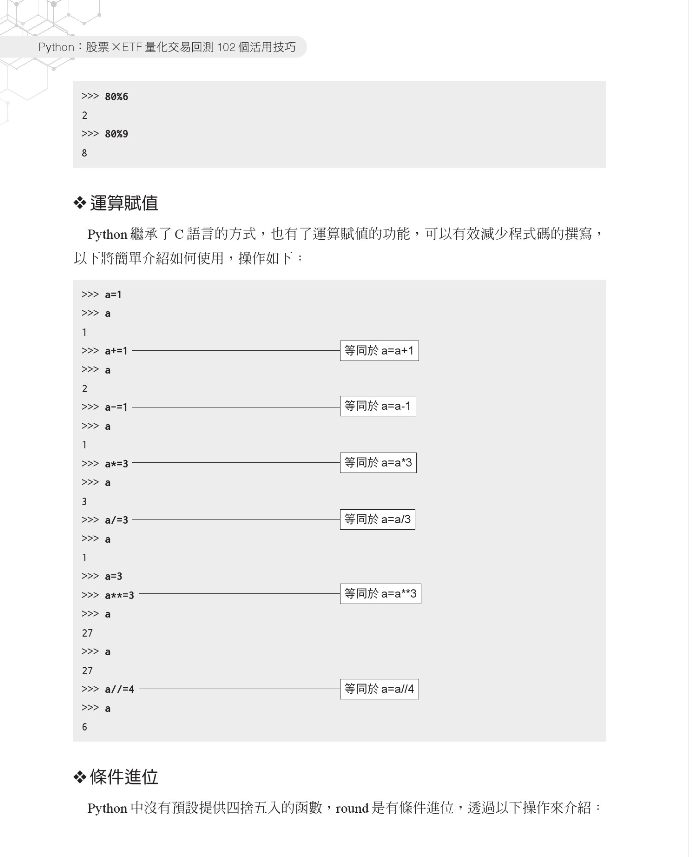 Python：股票×ETF 量化交易回測 102 個活用技巧
>>> 80%6
2
>>> 80%9
8
❖ 運算賦值
Python 繼承了 C 語言的方式，也有了運算賦值的功能，可以有效減少程式碼的撰寫，
以下將簡單介紹如何使用，操作如下：
>>> a=1
>>> a
1
>>> a+=1 等同於 a=a+1
>>> a
2
>>> a-=1 等同於 a=a-1
>>> a
1
>>> a*=3 等同於 a=a*3
>>> a
3
>>> a/=3 等同於 a=a/3
>>> a
1
>>> a=3
>>> a**=3 等同於 a=a**3
>>> a
27
>>> a
27
>>> a//=4 等同於 a=a//4
>>> a
6
❖ 條件進位
Python 中沒有預設提供四捨五入的函數，round 是有條件進位，透過以下操作來介紹：